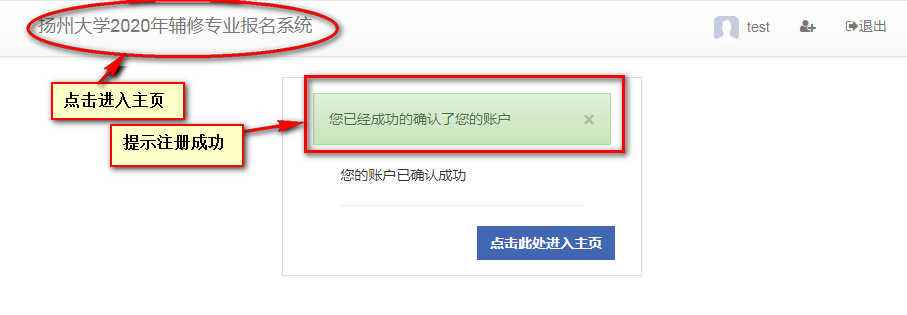 扬州大学2020年辅修专业报名系统
test
退出
点击进入主页
您已经成功的确认了您的账户
×
提示注册成功
您的账户已确认成功
点击此处进入主页